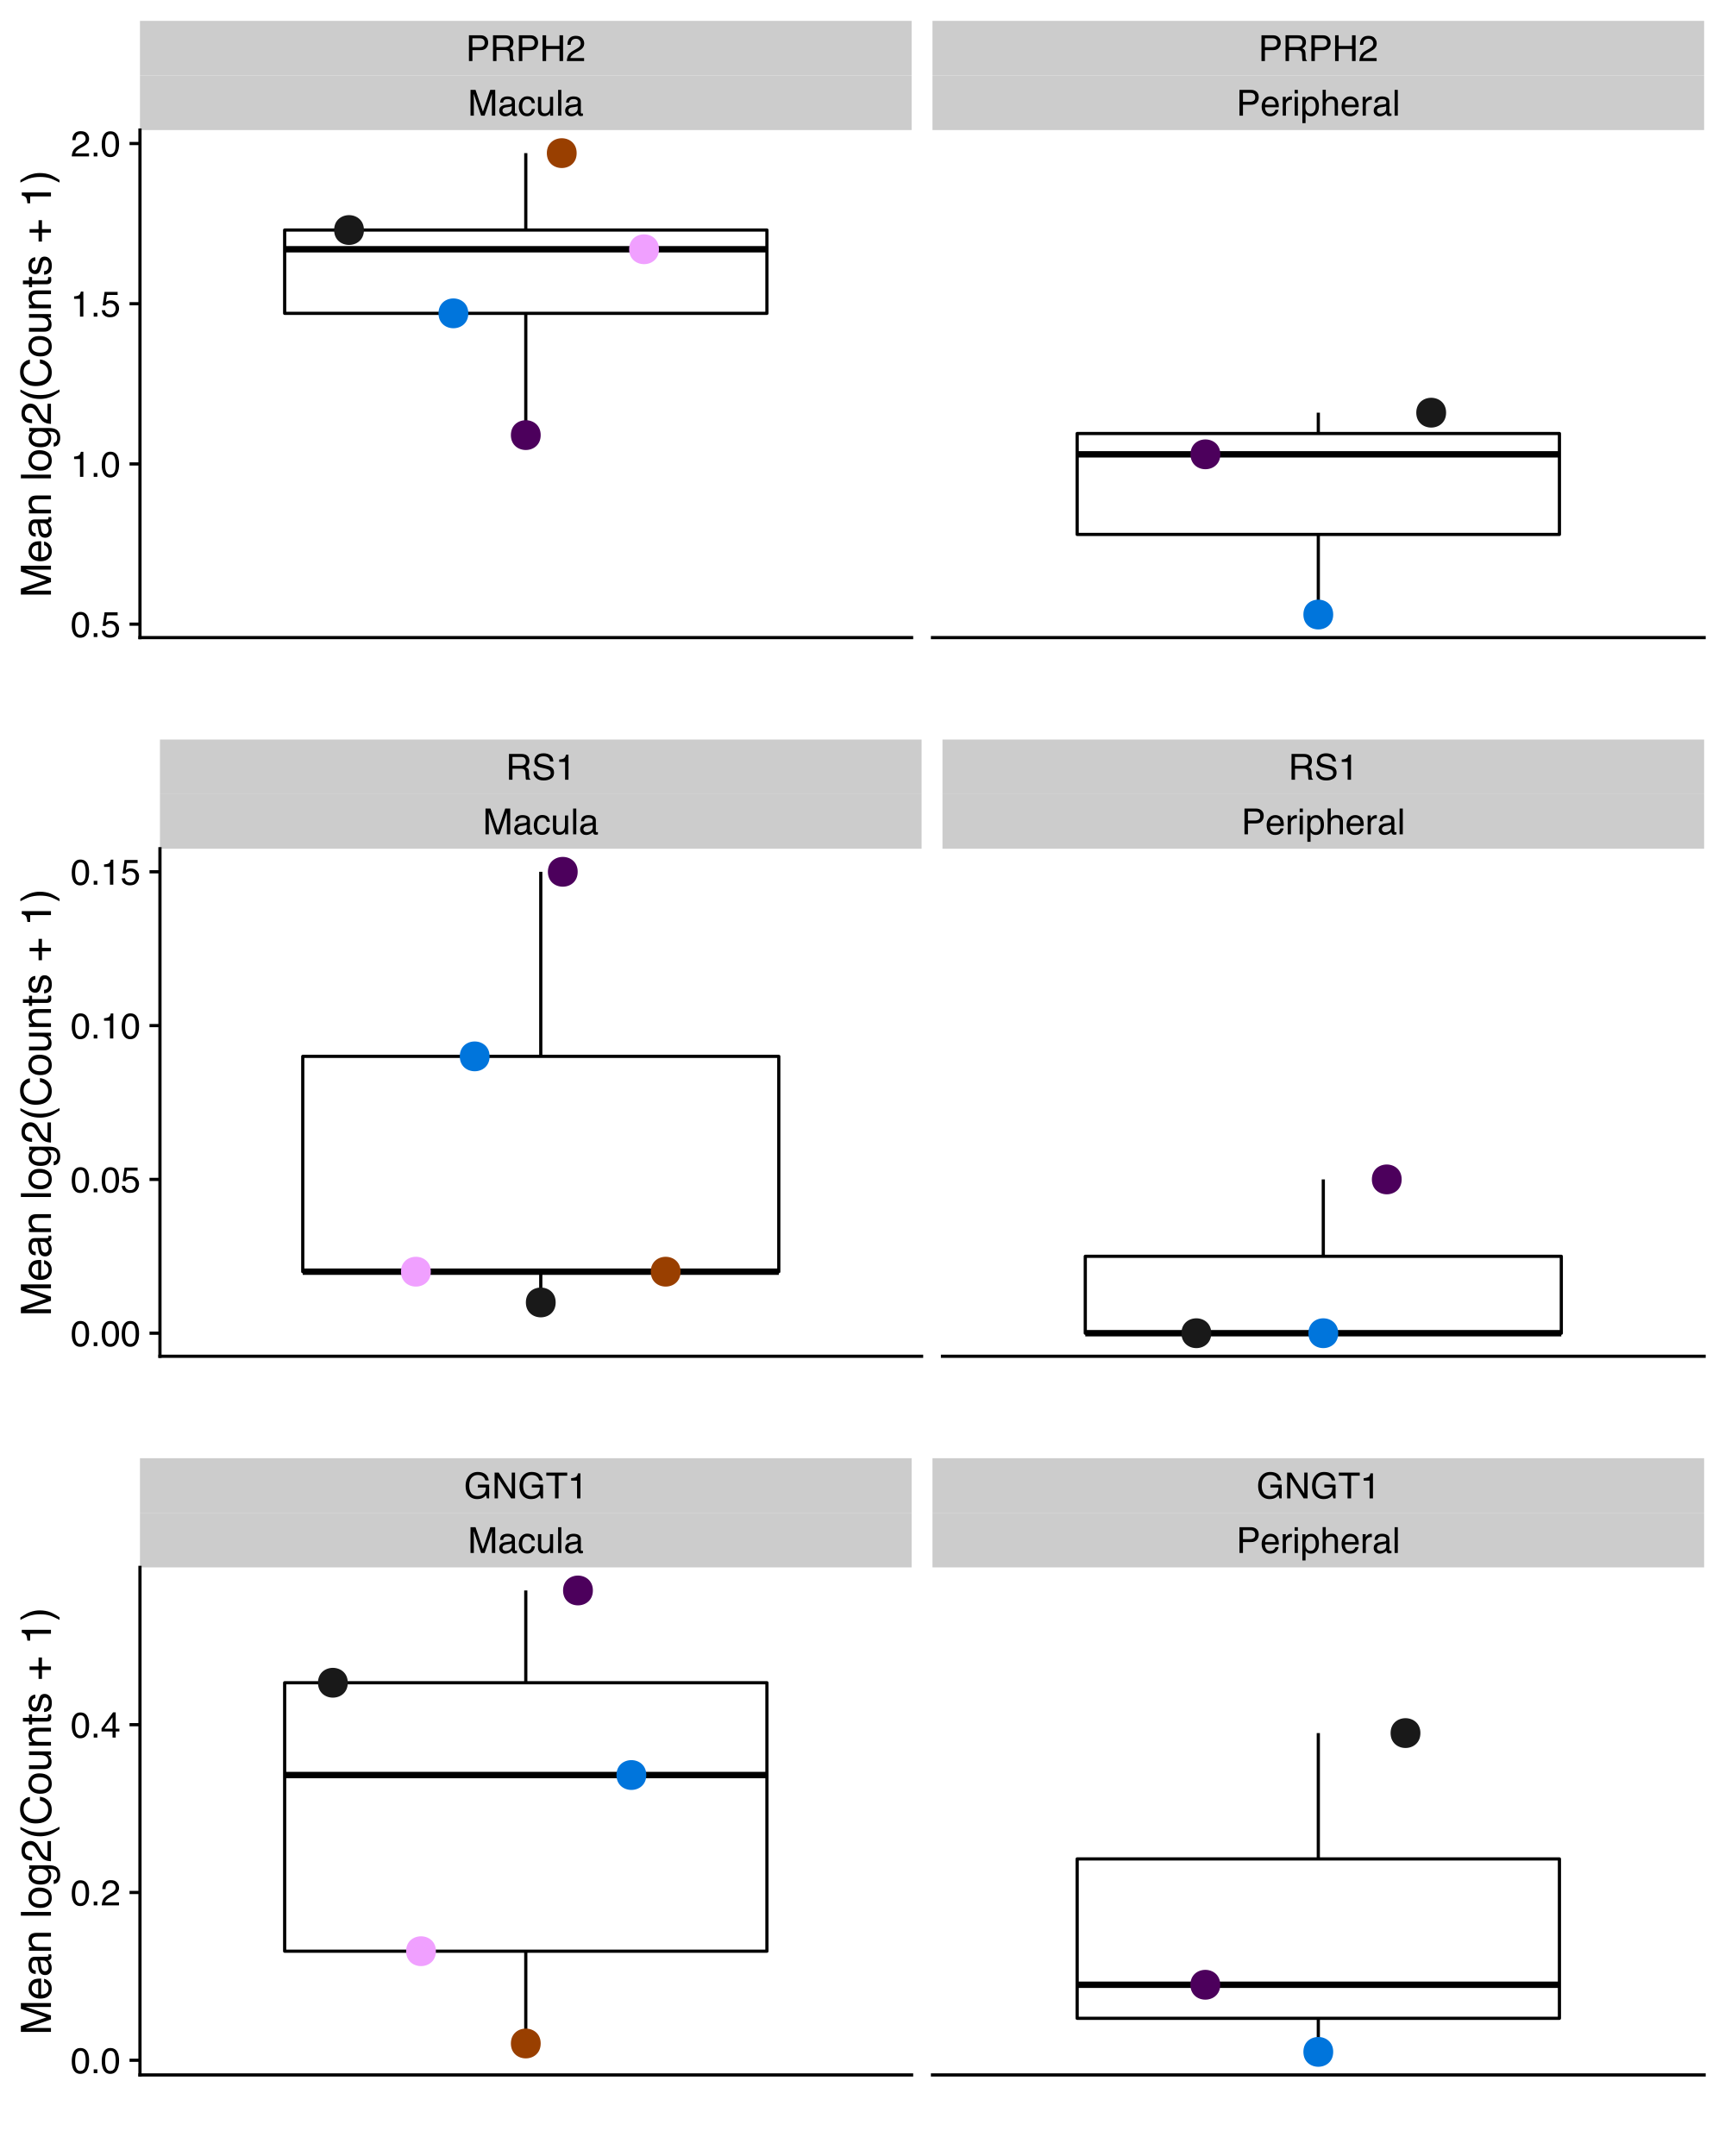 PRPH2
PRPH2
Macula
Peripheral
Mean log2(Counts + 1)
2.0
1.5
1.0
0.5
RS1
RS1
Macula
Peripheral
Mean log2(Counts + 1)
0.15
0.10
0.05
0.00
GNGT1
GNGT1
Macula
Peripheral
Mean log2(Counts + 1)
0.4
0.2
0.0